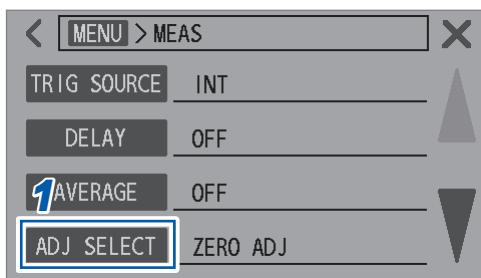 MENU > MEAS
TRIG SOURCE INT
DELAY OFF
1 AVERAGE OFF
ADJ SELECT ZERO ADJ